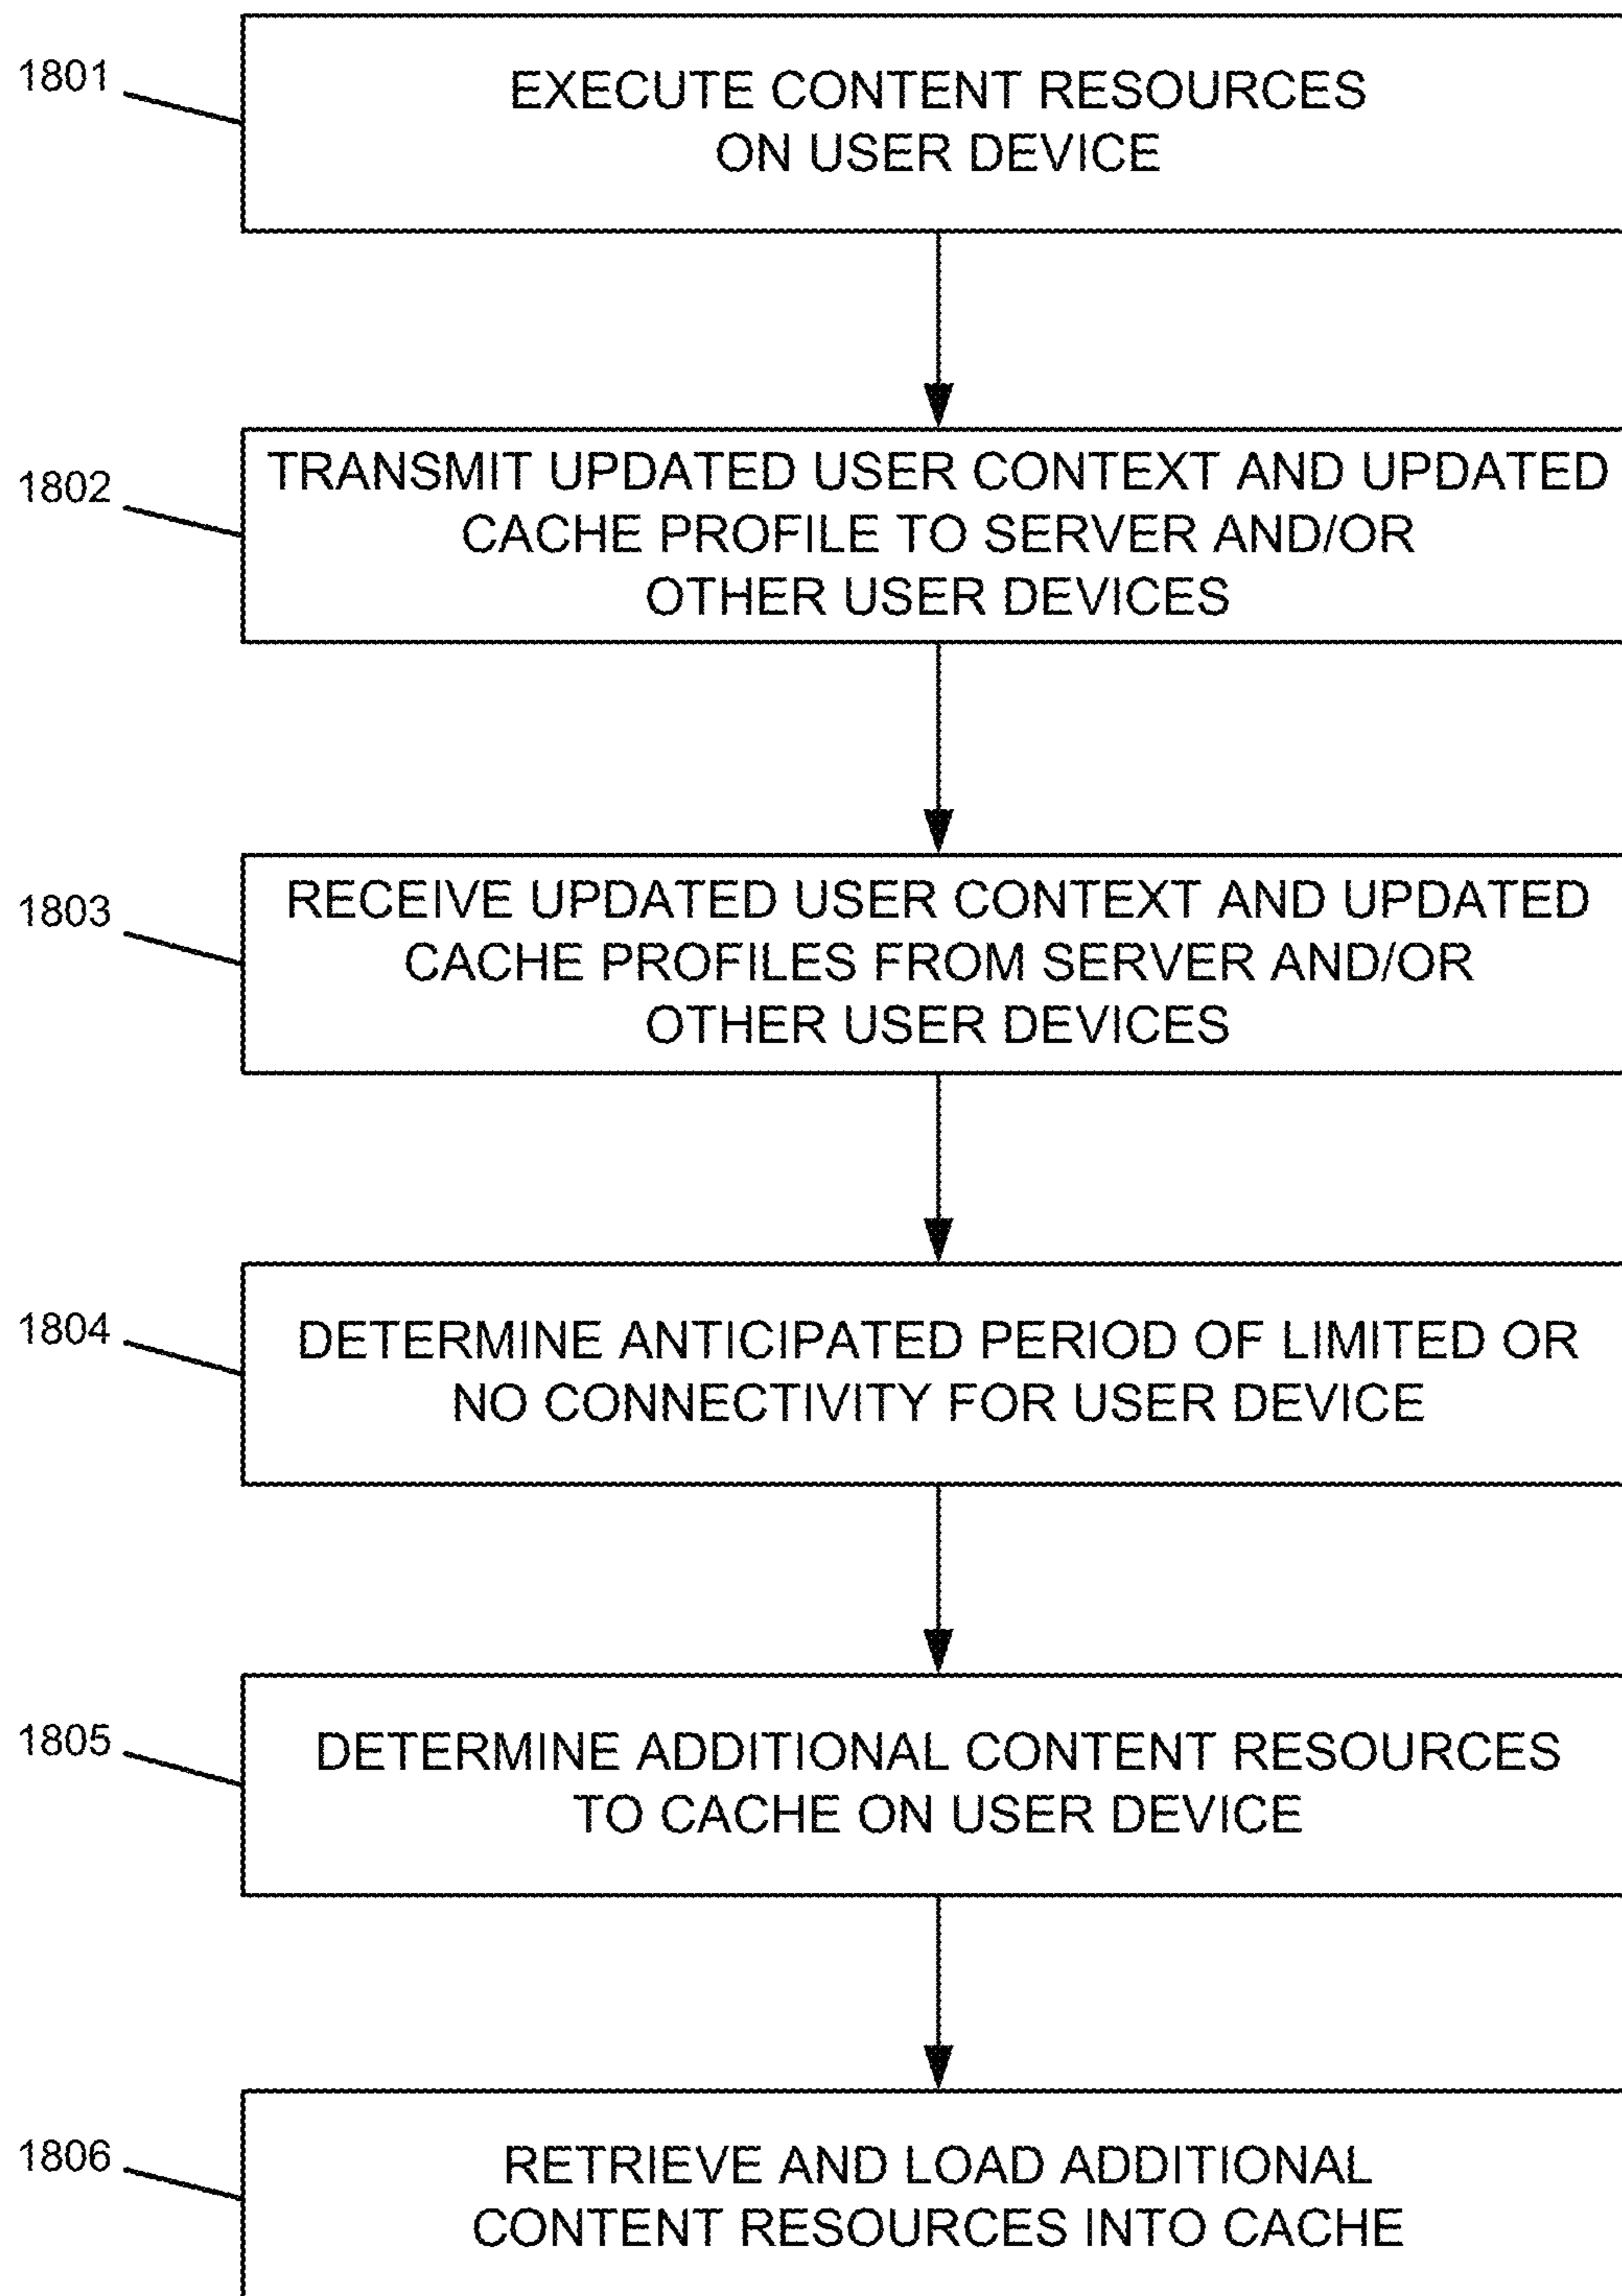 1801
EXECUTE CONTENT RESOURCES
ON USER DEVICE
1802
TRANSMIT UPDATED USER CONTEXT AND UPDATED
CACHE PROFILE TO SERVER AND/OR
OTHER USER DEVICES
1803
RECEIVE UPDATED USER CONTEXT AND UPDATED
CACHE PROFILES FROM SERVER AND/OR
OTHER USER DEVICES
1804
DETERMINE ANTICIPATED PERIOD OF LIMITED OR
NO CONNECTIVITY FOR USER DEVICE
1805
DETERMINE ADDITIONAL CONTENT RESOURCES
TO CACHE ON USER DEVICE
1806
RETRIEVE AND LOAD ADDITIONAL
CONTENT RESOURCES INTO CACHE